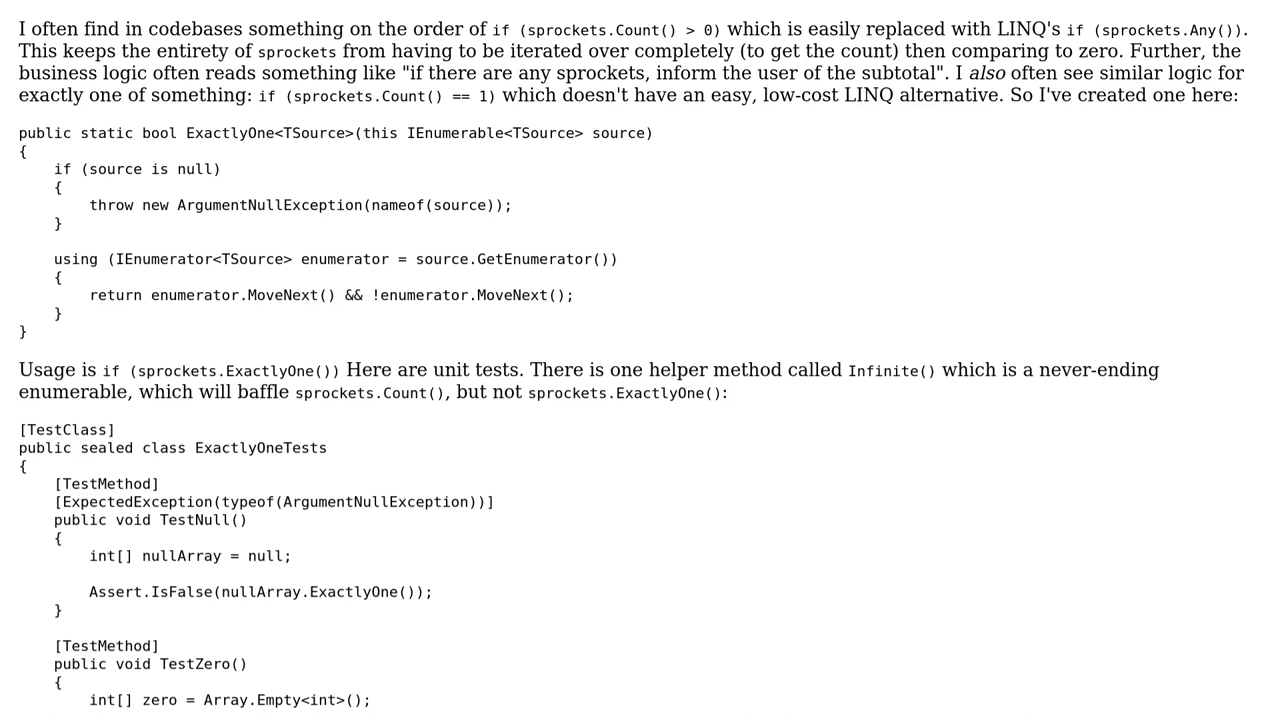 I often find in codebases something on the order of if (sprockets.Count() > 0) which is easily replaced with LINQ's if (sprockets.Any()).
This keeps the entirety of sprockets from having to be iterated over completely (to get the count) then comparing to zero. Further, the
business logic often reads something like "if there are any sprockets, inform the user of the subtotal". I also often see similar logic for
exactly one of something: if (sprockets.Count() == 1) which doesn't have an easy, low-cost LINQ alternative. So I've created one here:
public static bool ExactlyOne<TSource>(this IEnumerable<TSource> source)
{
    if (source is null)
    {
        throw new ArgumentNullException(nameof(source));
    }

    using (IEnumerator<TSource> enumerator = source.GetEnumerator())
    {
        return enumerator.MoveNext() && !enumerator.MoveNext();
    }
}
Usage is if (sprockets.ExactlyOne()) Here are unit tests. There is one helper method called Infinite() which is a never-ending
enumerable, which will baffle sprockets.Count(), but not sprockets.ExactlyOne():
[TestClass]
public sealed class ExactlyOneTests
{
    [TestMethod]
    [ExpectedException(typeof(ArgumentNullException))]
    public void TestNull()
    {
        int[] nullArray = null;

        Assert.IsFalse(nullArray.ExactlyOne());
    }

    [TestMethod]
    public void TestZero()
    {
        int[] zero = Array.Empty<int>();